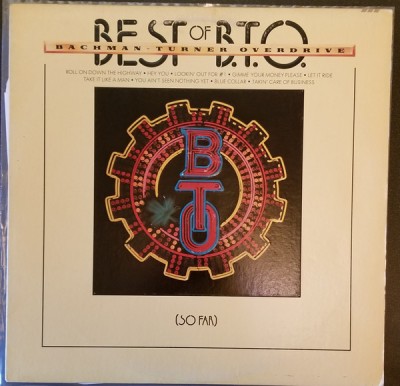 BEST OF B.T.O.
BACHMAN-TURNER OVERDRIVE
ROLL ON DOWN THE HIGHWAY • HEY YOU • LOOKIN' OUT FOR #1 • GIMME YOUR MONEY PLEASE • LET IT RIDE
TAKE IT LIKE A MAN • YOU AIN'T SEEN NOTHING YET • BLUE COLLAR • TAKIN' CARE OF BUSINESS
BTO
(SO FAR)